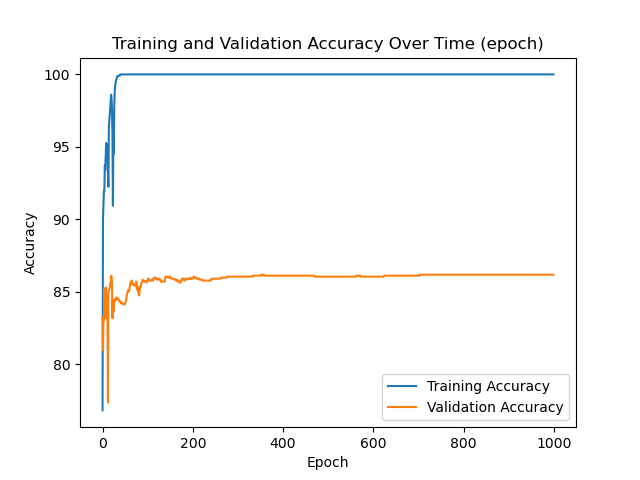 Training and Validation Accuracy Over Time (epoch)
100
95
90
85
80
Accuracy
0
200
400
600
800
1000
Epoch
Training Accuracy
Validation Accuracy